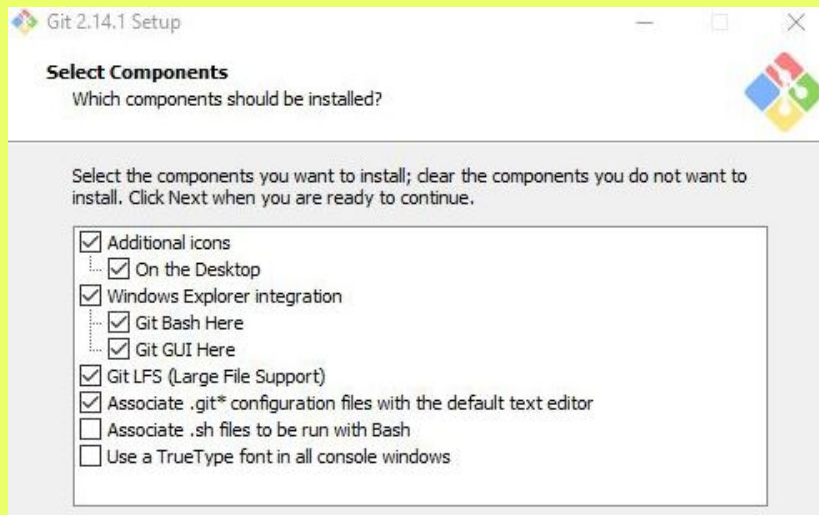 Git 2.14.1 Setup
Select Components
Which components should be installed?
Select the components you want to install; clear the components you do not want to
install. Click Next when you are ready to continue.
Additional icons
On the Desktop
Windows Explorer integration
Git Bash Here
Git GUI Here
Git LFS (Large File Support)
Associate .git* configuration files with the default text editor
Associate .sh files to be run with Bash
Use a TrueType font in all console windows